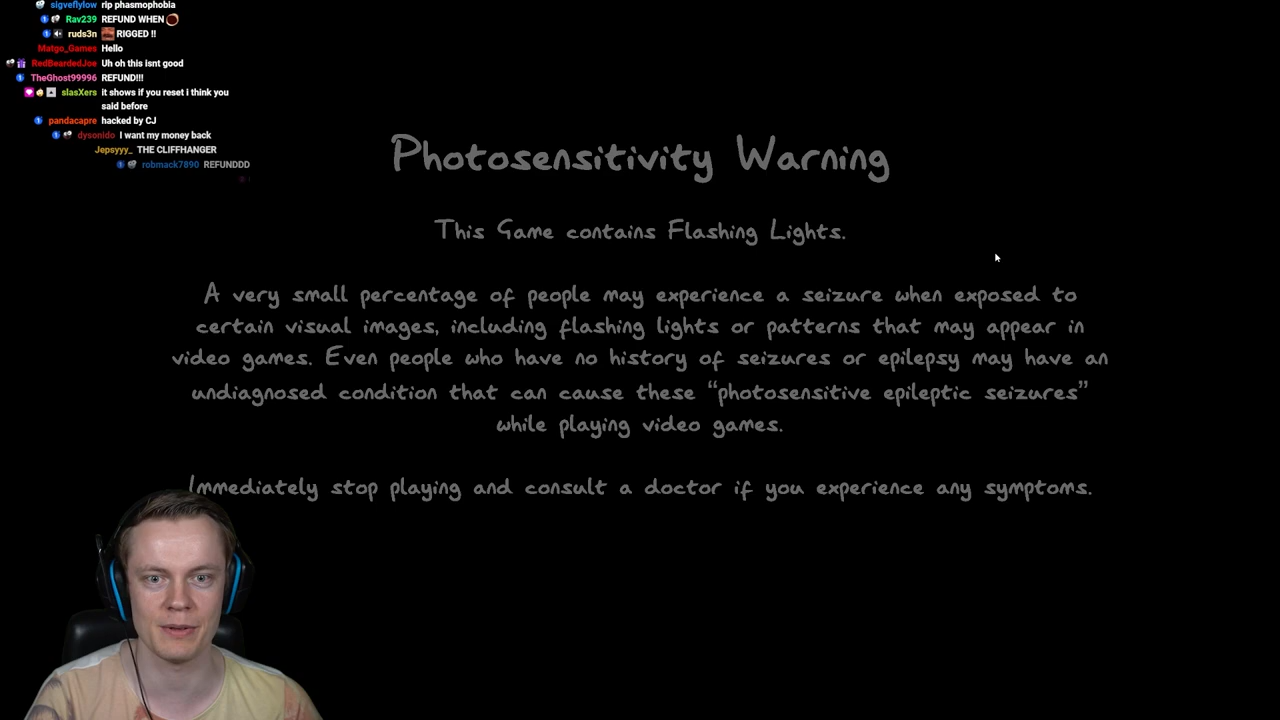 sigveflylow rip phasmophobia
Rav239 REFUND WHEN
ruds3n RIGGED !!
Matgo_Games Hello
RedBeardedJoe Uh oh this isnt good
TheGhost99996 REFUND!!!
slasXers it shows if you reset i think you
said before
pandacapre hacked by CJ
dysonido I want my money back
Jepsyyy_ THE CLIFFHANGER
robmack7890 REFUNDDD
Photosensitivity Warning
This Game contains Flashing Lights.
A very small percentage of people may experience a seizure when exposed to
certain visual images, including flashing lights or patterns that may appear in
video games. Even people who have no history of seizures or epilepsy may have an
undiagnosed condition that can cause these “photosensitive epileptic seizures”
while playing video games.
Immediately stop playing and consult a doctor if you experience any symptoms.